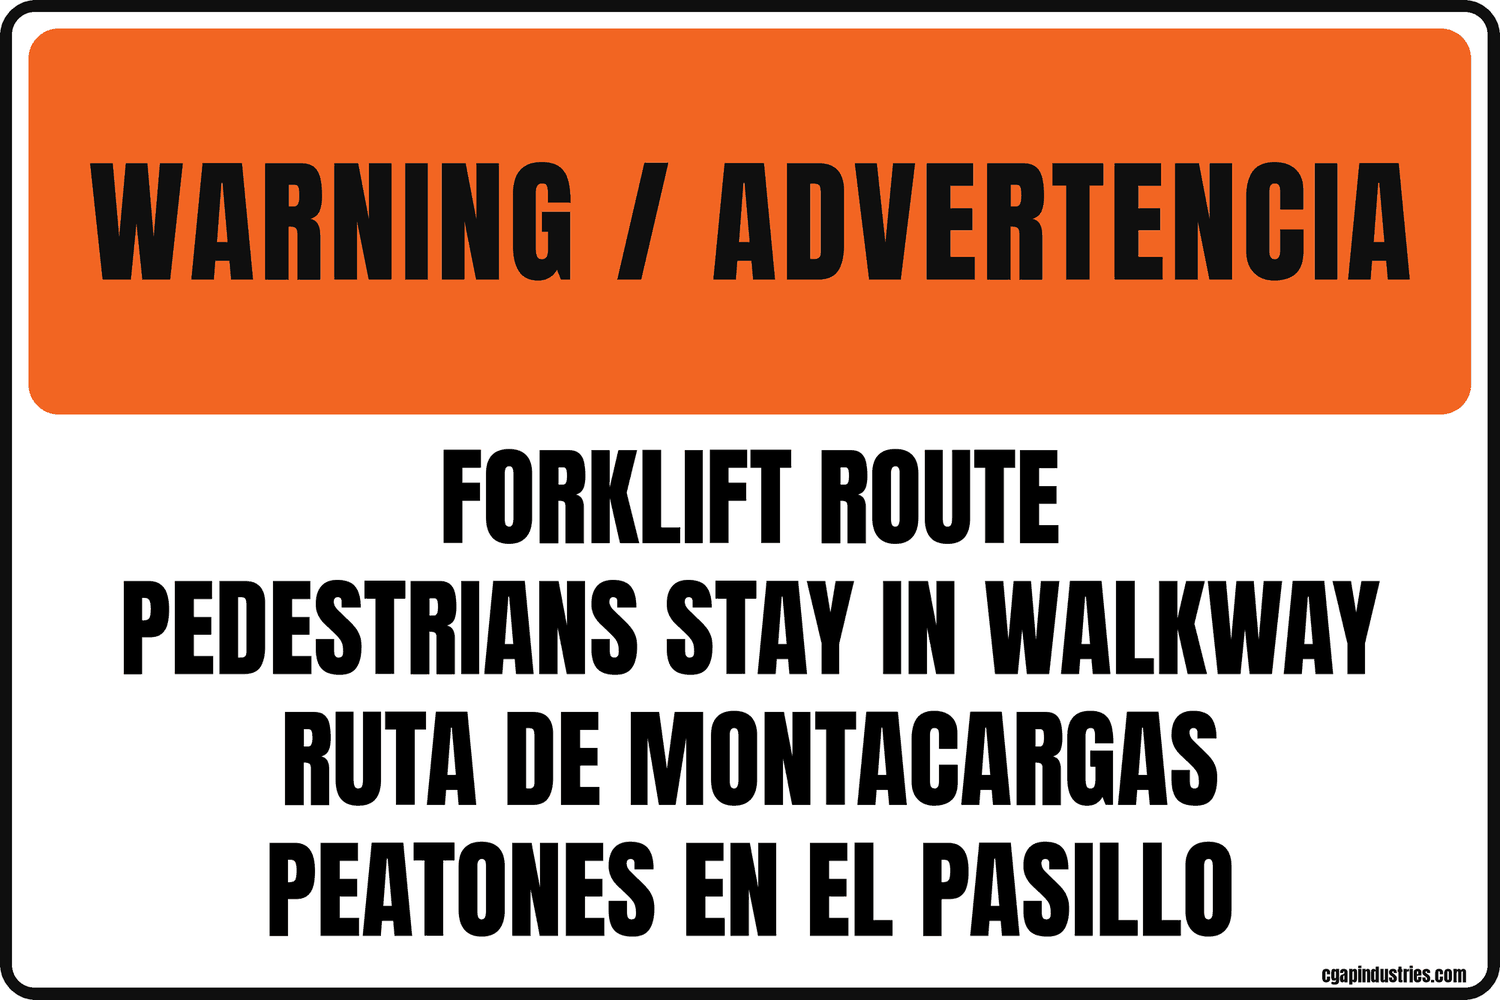 WARNING / ADVERTENCIA
FORKLIFT ROUTE
PEDESTRIANS STAY IN WALKWAY
RUTA DE MONTACARGAS
PEATONES EN EL PASILLO
cgapindustries.com